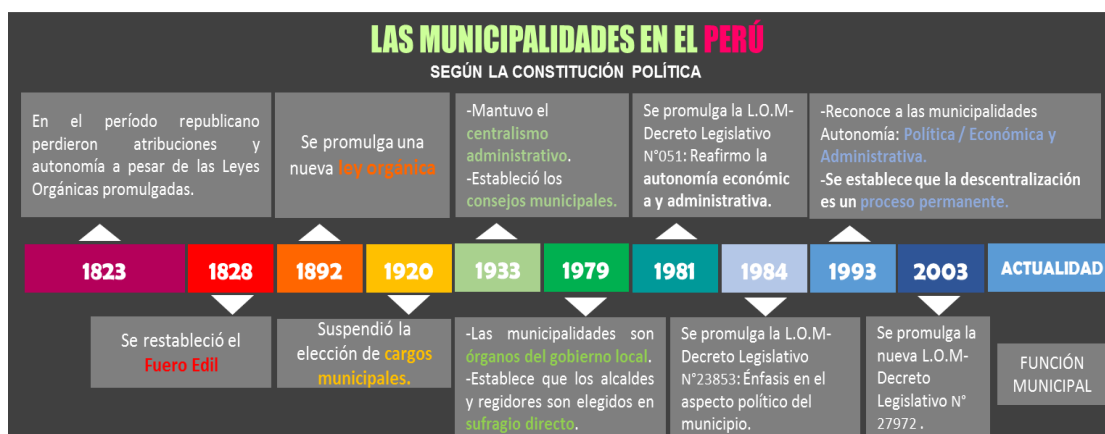 LAS MUNICIPALIDADES EN EL PERÚ
SEGÚN LA CONSTITUCIÓN POLÍTICA
En el período republicano
perdieron atribuciones y
autonomía a pesar de las Leyes
Orgánicas promulgadas.
Se promulga una
nueva ley orgánica
-Mantuvo el
centralismo
administrativo.
-Estableció los
consejos municipales.
Se promulga la L.O.M-
Decreto Legislativo
N°051: Reafirmo la
autonomía económic
a y administrativa.
-Reconoce a las municipalidades
Autonomía: Política / Económica y
Administrativa.
-Se establece que la descentralización
es un proceso permanente.
1823
1828
1892
1920
1933
1979
1981
1984
1993
2003
ACTUALIDAD
Se restableció el
Fuero Edil
Suspendió la
elección de cargos
municipales.
-Las municipalidades son
órganos del gobierno local.
-Establece que los alcaldes
y regidores son elegidos en
sufragio directo.
Se promulga la L.O.M-
Decreto Legislativo
N°23853: Énfasis en el
aspecto político del
municipio.
Se promulga la
nueva L.O.M-
Decreto
Legislativo N°
27972 .
FUNCIÓN
MUNICIPAL